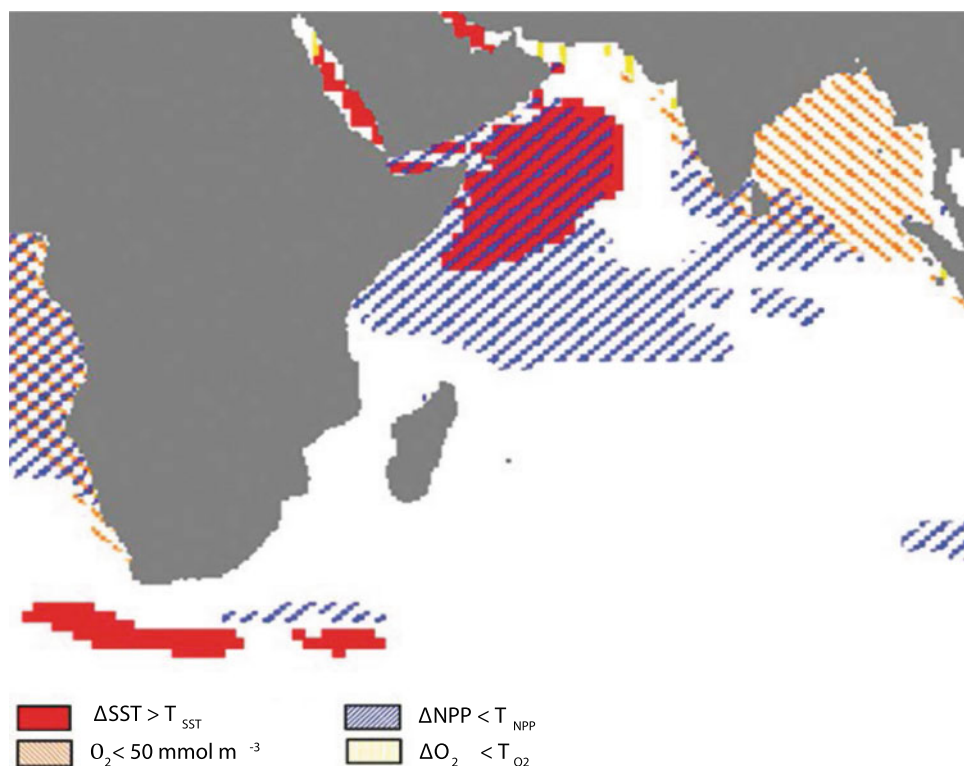 ΔSST > T SST
ΔNPP < T NPP
O2 < 50 mmol m -3
ΔO2 < T O2